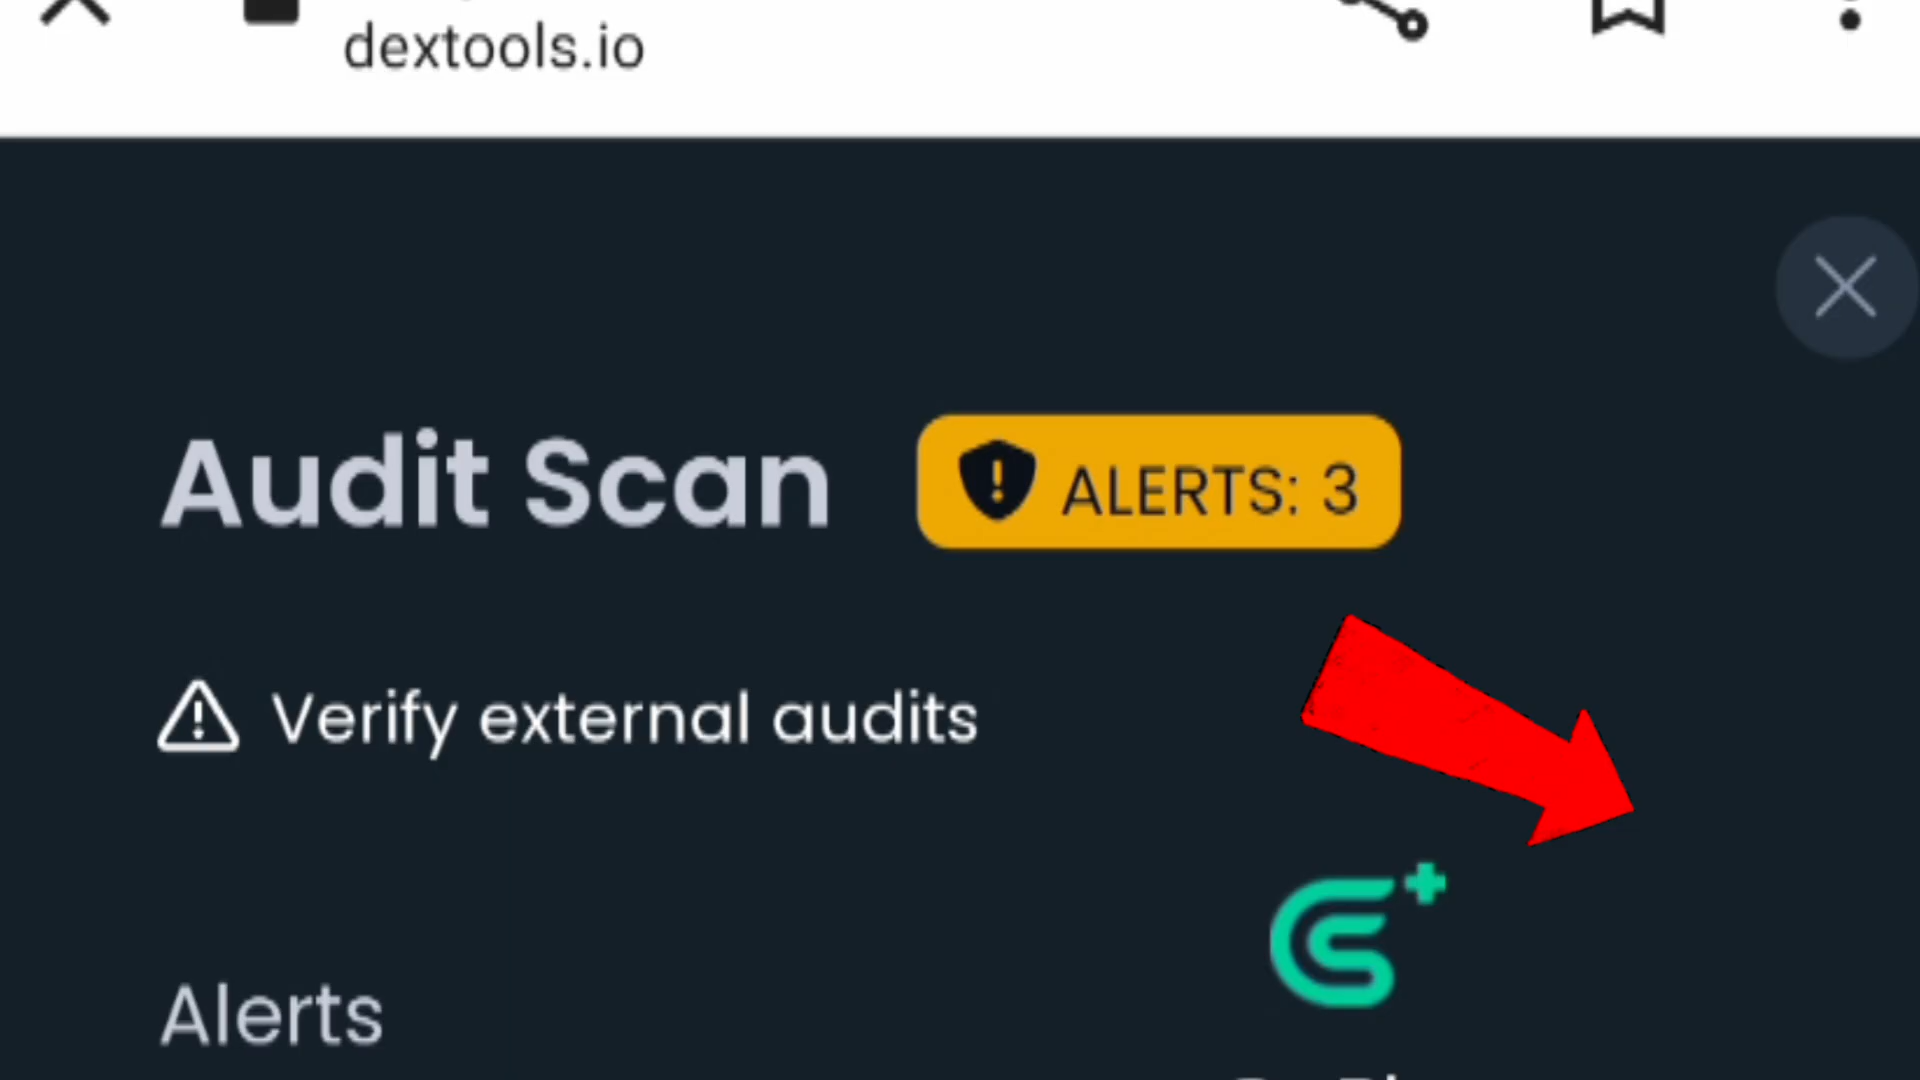 dextools.io
Audit Scan
ALERTS: 3
Verify external audits
Alerts